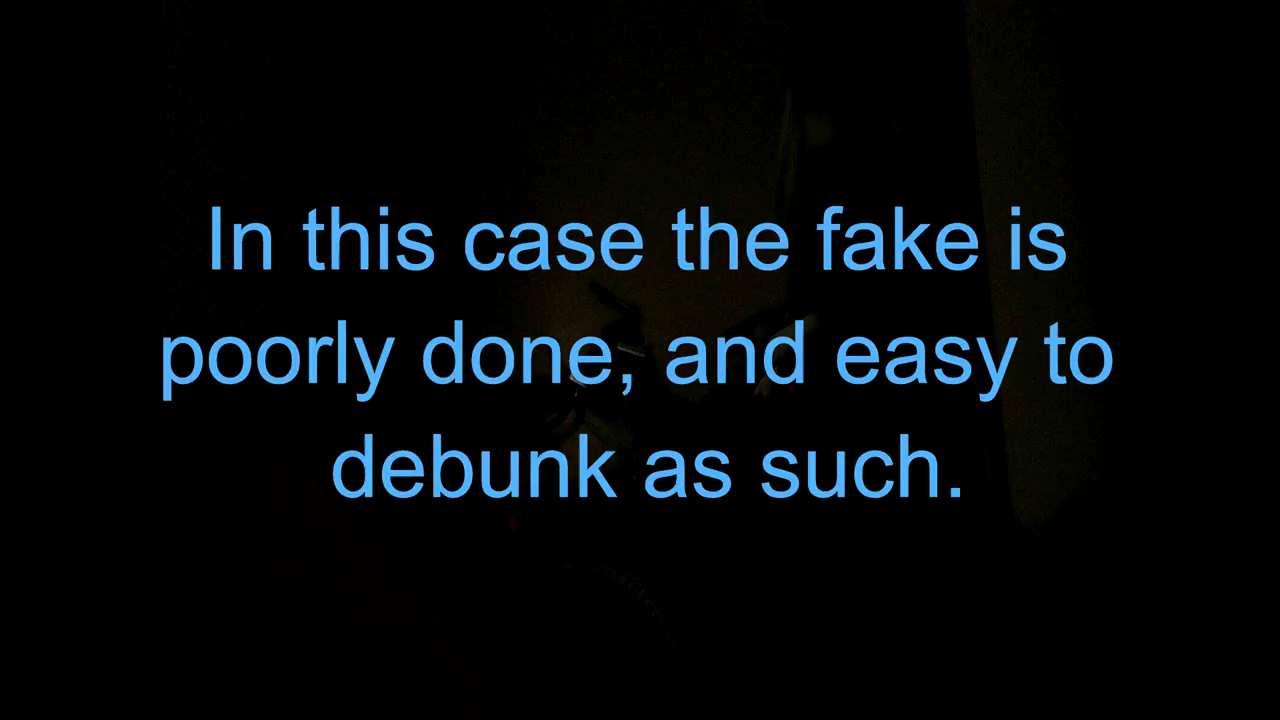 In this case the fake is
poorly done, and easy to
debunk as such.